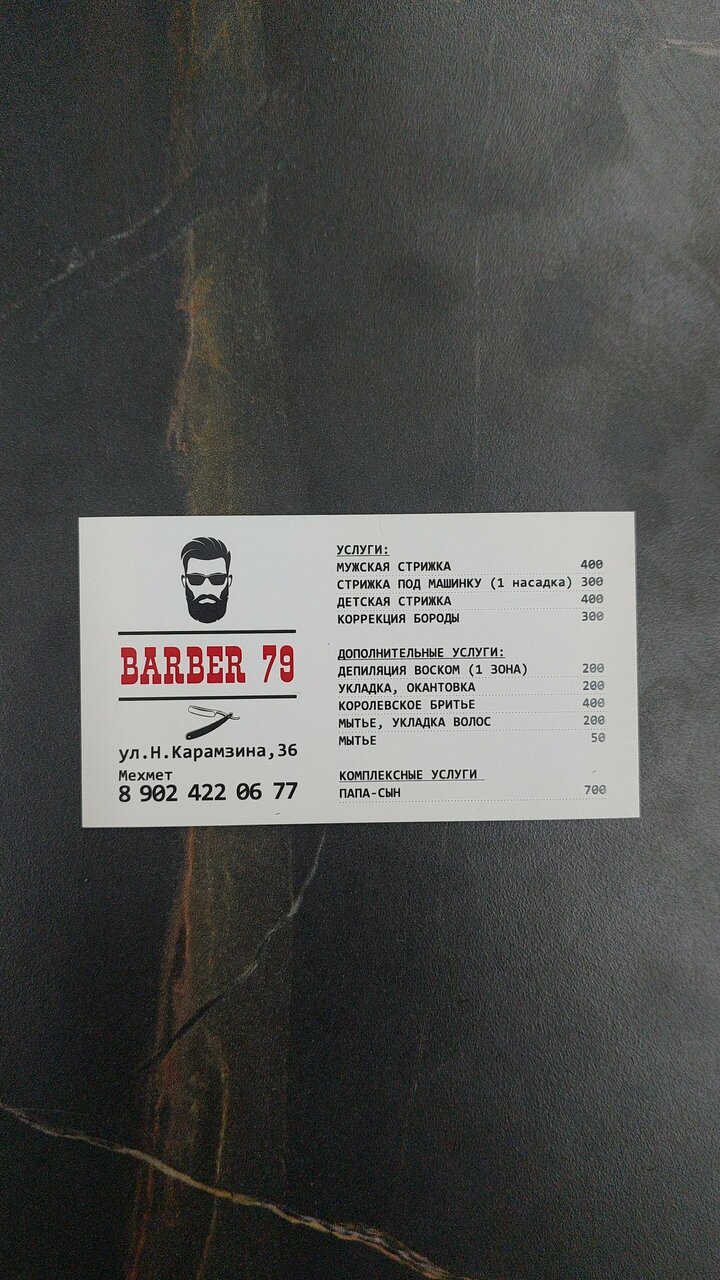 BARBER 79
ул.Н.Карамзина,36
Мехмет
8 902 422 06 77
УСЛУГИ:
МУЖСКАЯ СТРИЖКА 400
СТРИЖКА ПОД МАШИНКУ (1 насадка) 300
ДЕТСКАЯ СТРИЖКА 400
КОРРЕКЦИЯ БОРОДЫ 300
ДОПОЛНИТЕЛЬНЫЕ УСЛУГИ:
ДЕПИЛЯЦИЯ ВОСКОМ (1 ЗОНА) 200
УКЛАДКА, ОКАНТОВКА 200
КОРОЛЕВСКОЕ БРИТЬЕ 400
МЫТЬЕ, УКЛАДКА ВОЛОС 200
МЫТЬЕ 50
КОМПЛЕКСНЫЕ УСЛУГИ
ПАПА-СЫН 700